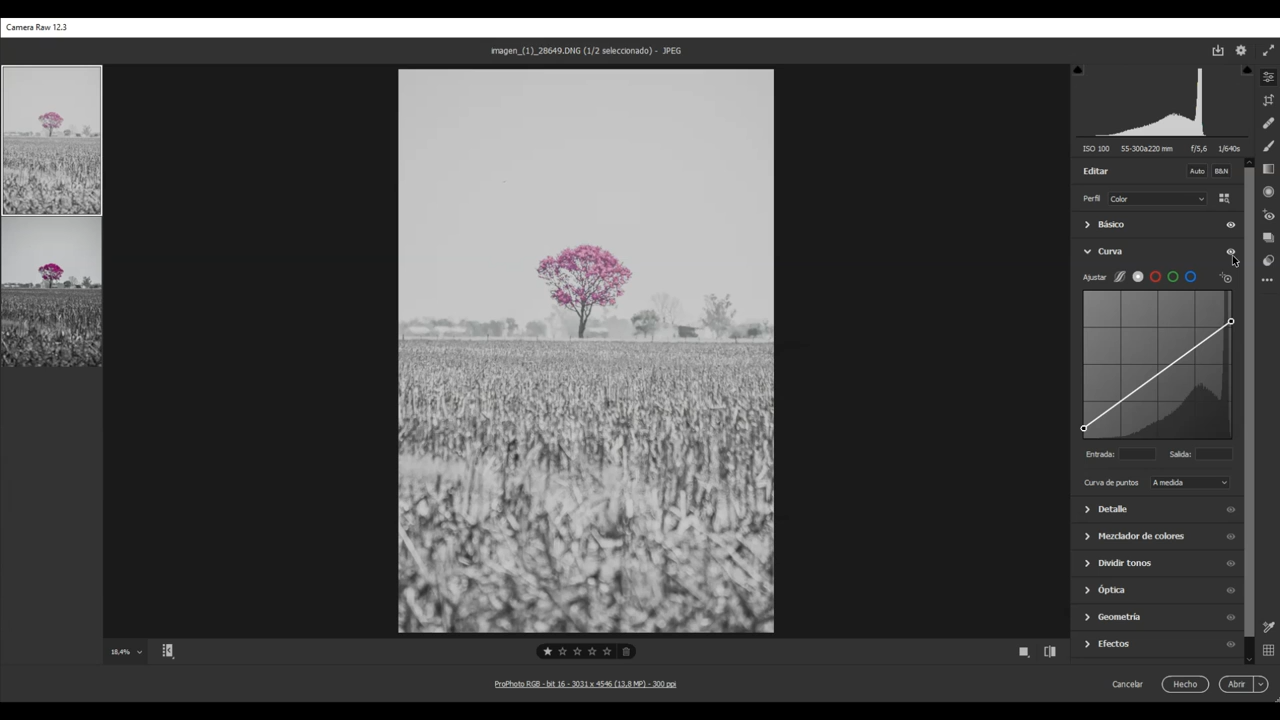 Camera Raw 12.3
imagen_(1)_28649.DNG (1/2 seleccionado) - JPEG
ISO 100 55-300a220 mm f/5,6 1/640s
Editar Auto B&N
Perfil Color
Básico
Curva
Ajustar
Entrada: Salida:
Curva de puntos A medida
Detalle
Mezclador de colores
Dividir tonos
Óptica
Geometría
Efectos
18,4%
ProPhoto RGB - bit 16 - 3031 x 4546 (13,8 MP) - 300 ppi
Cancelar Hecho Abrir